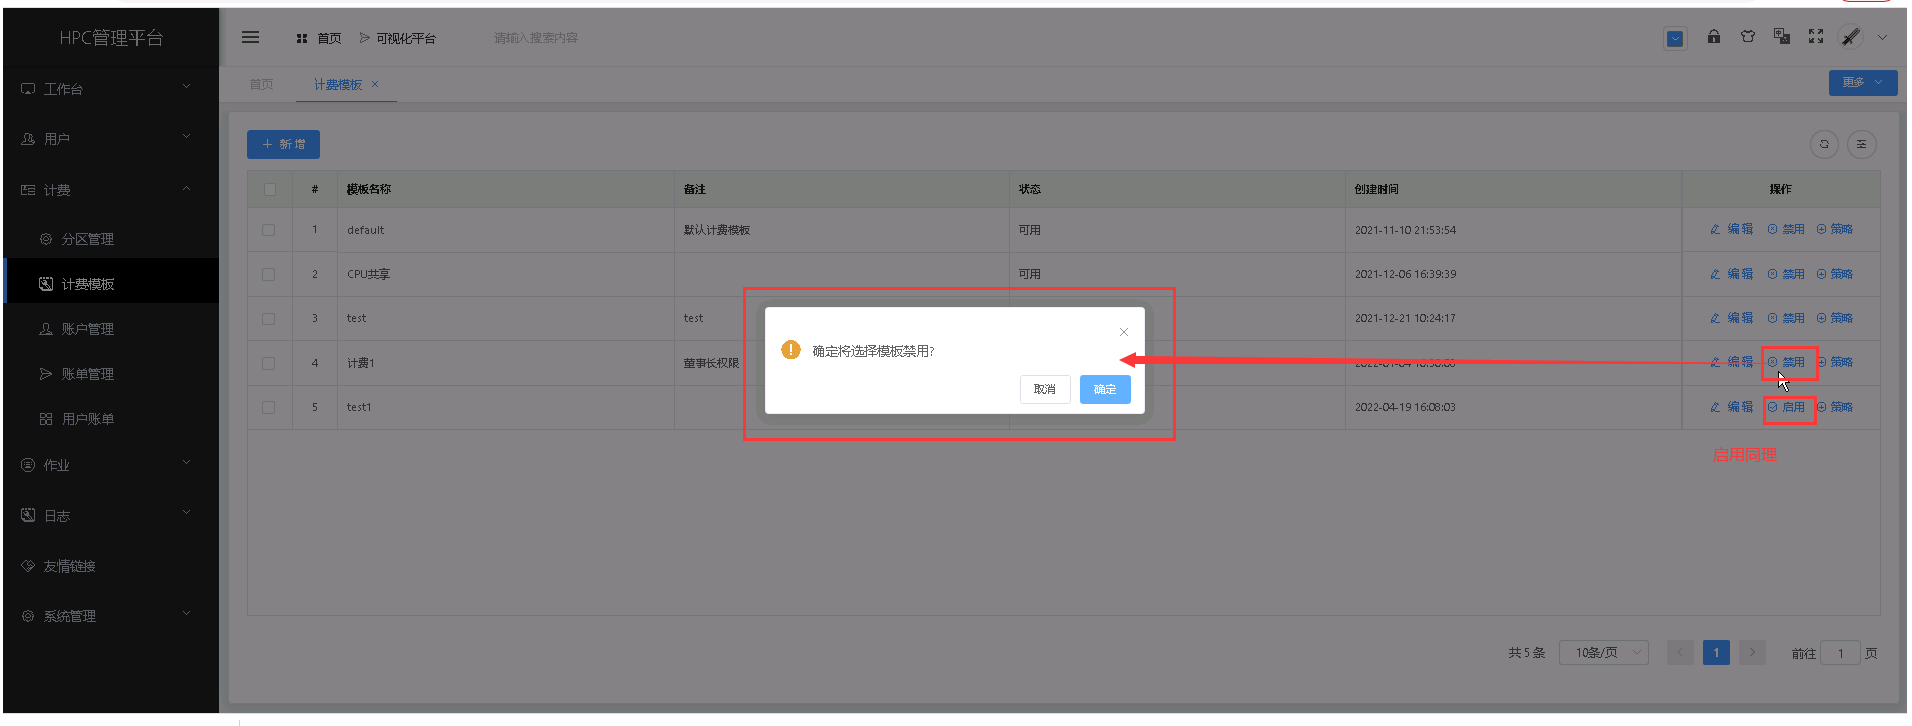 HPC管理平台
首页 可视化平台 请输入搜索内容
工作台
用户
计费
分区管理
计费模板
账户管理
账单管理
用户账单
作业
日志
友情链接
系统管理
首页 计费模板 × 更多
+ 新增
# 模板名称 备注 状态 创建时间 操作
1 default 默认计费模板 可用 2021-11-10 21:53:54 编辑 禁用 策略
2 CPU共享 可用 2021-12-06 16:39:39 编辑 禁用 策略
3 test test 2021-12-21 10:24:17 编辑 禁用 策略
4 计费1 董事长权限 编辑 禁用 策略
5 test1 2022-04-19 16:08:03 编辑 启用 策略
确定将选择模板禁用?
取消 确定
启用同理
共 5 条 10条/页 1 前往 1 页